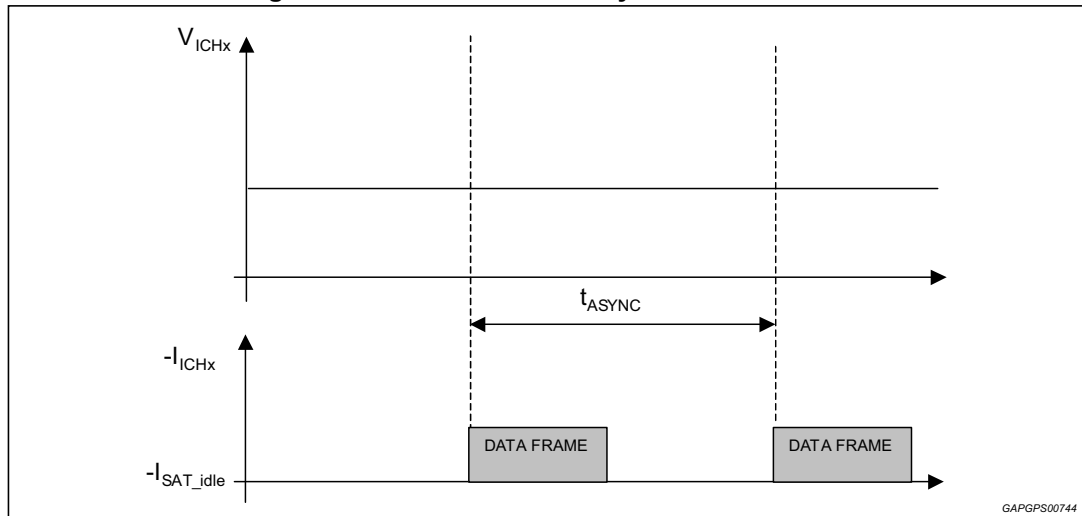 V_ICHx
t_ASYNC
-I_ICHx
DATA FRAME
DATA FRAME
-I_SAT_idle
GAPGPS00744